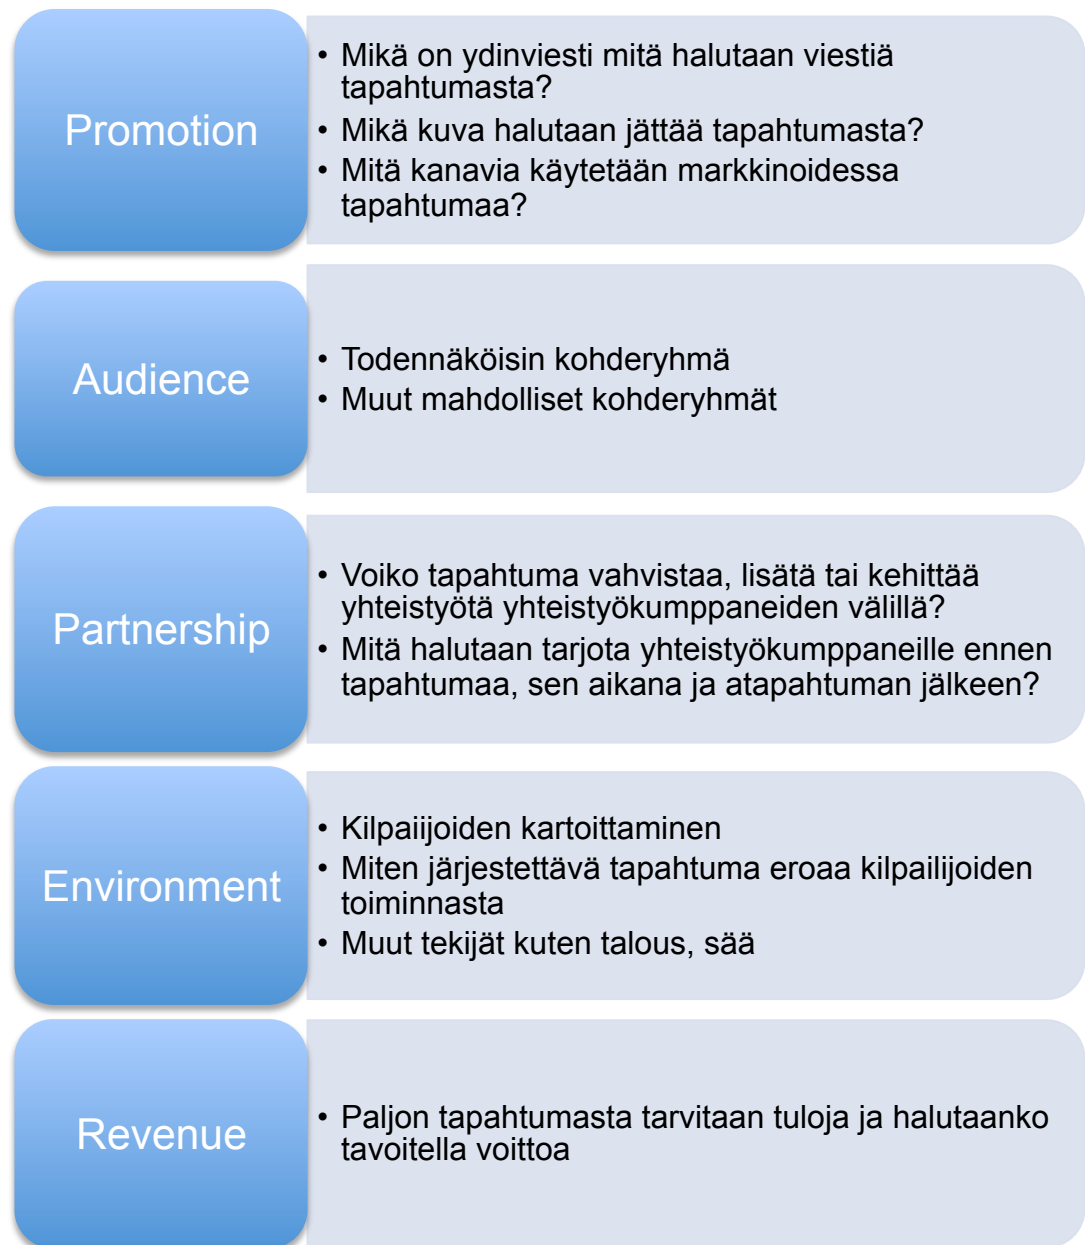 Promotion
• Mikä on ydinviesti mitä halutaan viestiä
tapahtumasta?
• Mikä kuva halutaan jättää tapahtumasta?
• Mitä kanavia käytetään markkinoidessa
tapahtumaa?
Audience
• Todennäköisin kohderyhmä
• Muut mahdolliset kohderyhmät
Partnership
• Voiko tapahtuma vahvistaa, lisätä tai kehittää
yhteistyötä yhteistyökumppaneiden välillä?
• Mitä halutaan tarjota yhteistyökumppaneille ennen
tapahtumaa, sen aikana ja atapahtuman jälkeen?
Environment
• Kilpaiijoiden kartoittaminen
• Miten järjestettävä tapahtuma eroaa kilpailijoiden
toiminnasta
• Muut tekijät kuten talous, sää
Revenue
• Paljon tapahtumasta tarvitaan tuloja ja halutaanko
tavoitella voittoa